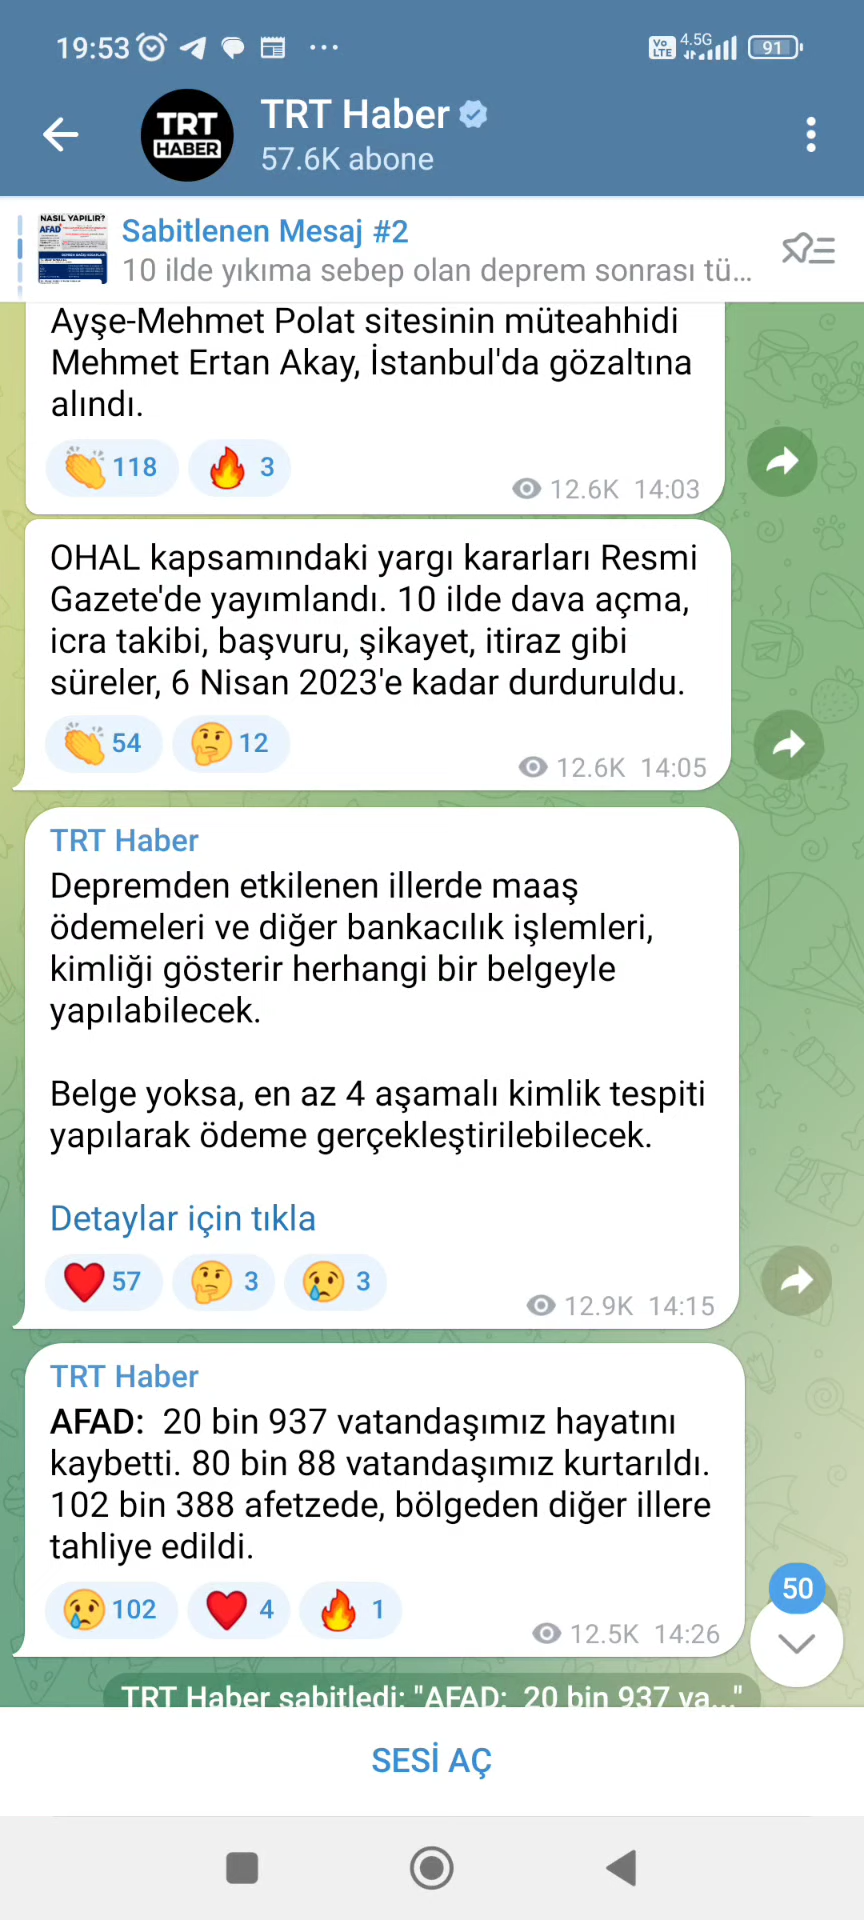 19:53
Vo LTE 4.5G 91
TRT HABER
TRT Haber
57.6K abone
NASIL YAPILIR?
AFAD
Sabitlenen Mesaj #2
10 ilde yıkıma sebep olan deprem sonrası tü...
Ayşe-Mehmet Polat sitesinin müteahhidi
Mehmet Ertan Akay, İstanbul'da gözaltına
alındı.
118 3
12.6K 14:03
OHAL kapsamındaki yargı kararları Resmi
Gazete'de yayımlandı. 10 ilde dava açma,
icra takibi, başvuru, şikayet, itiraz gibi
süreler, 6 Nisan 2023'e kadar durduruldu.
54 12
12.6K 14:05
TRT Haber
Depremden etkilenen illerde maaş
ödemeleri ve diğer bankacılık işlemleri,
kimliği gösterir herhangi bir belgeyle
yapılabilecek.
Belge yoksa, en az 4 aşamalı kimlik tespiti
yapılarak ödeme gerçekleştirilebilecek.
Detaylar için tıkla
57 3 3
12.9K 14:15
TRT Haber
AFAD:  20 bin 937 vatandaşımız hayatını
kaybetti. 80 bin 88 vatandaşımız kurtarıldı.
102 bin 388 afetzede, bölgeden diğer illere
tahliye edildi.
102 4 1
12.5K 14:26
50
TRT Haber sabitledi: "AFAD:  20 bin 937 va..."
SESİ AÇ